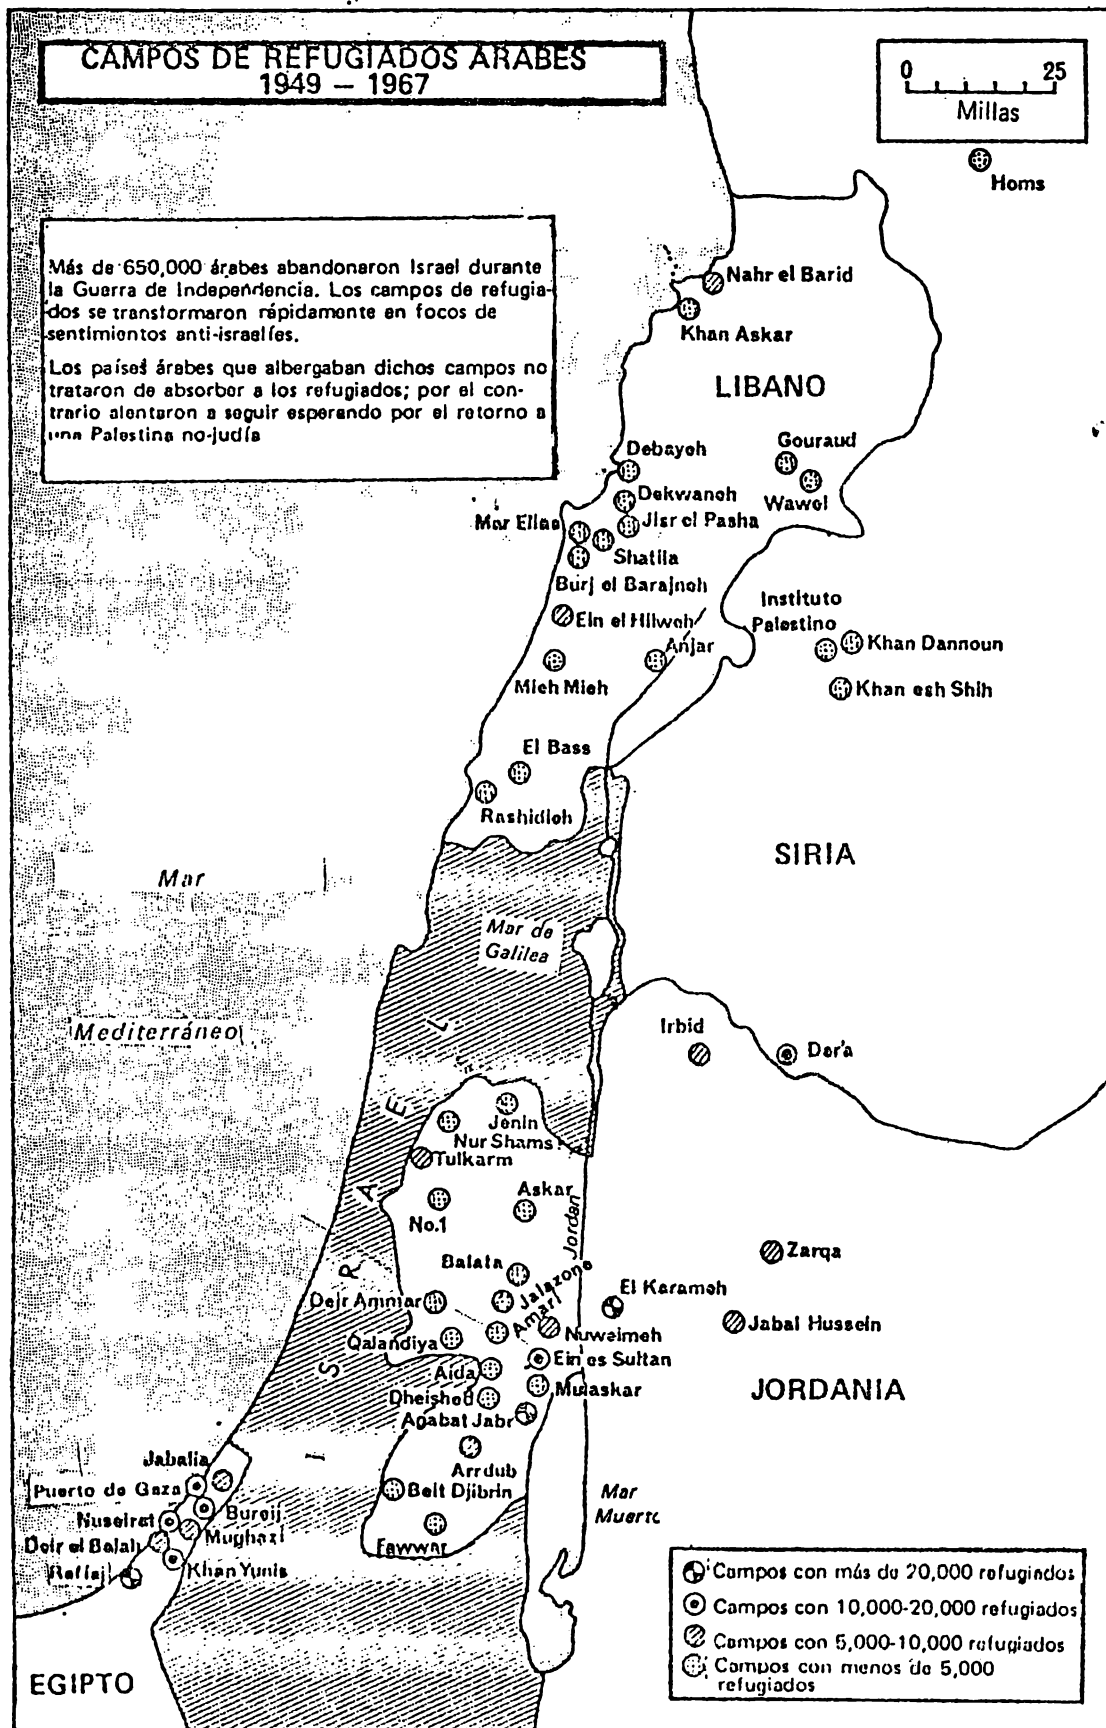 CAMPOS DE REFUGIADOS ARABES
1949 — 1967
0 25
Millas
Homs
Más de 650,000 árabes abandonaron Israel durante
la Guerra de Independencia. Los campos de refugia-
dos se transformaron rápidamente en focos de
sentimientos anti-israelíes.
Los países árabes que albergaban dichos campos no
trataron de absorber a los refugiados; por el con-
trario alentaron a seguir esperando por el retorno a
una Palestina no-judía
Nahr el Barid
Khan Askar
LIBANO
Debayeh
Gouraud
Dekwaneh
Wavel
Mar Elias
Jisr el Pasha
Shatila
Burj el Barajneh
Instituto
Palestino
Ein el Hilweh
Khan Dannoun
Anjar
Mieh Mieh
Khan esh Shih
El Bass
Rashidieh
SIRIA
Mar
Mar de
Galilea
Mediterráneo
Irbid
Dar'a
ISRAEL
Jenin
Nur Shams
Tulkarm
Askar
No.1
Jordan
Zarqa
Balata
Jalazone
El Karameh
Deir Ammar
Amari
Jabal Hussein
Nuweimeh
Qalandiya
Ein es Sultan
Aida
Mulaskar
Dheisheh
JORDANIA
Agabat Jabr
Jabalia
Arrdub
Puerto de Gaza
Beit Djibrin
Mar
Muerto
Bureij
Nuseirat
Mughazi
Fawwar
Deir el Balah
Khan Yunis
Raffah
Campos con más de 20,000 refugiados
Campos con 10,000-20,000 refugiados
Campos con 5,000-10,000 refugiados
Campos con menos de 5,000
refugiados
EGIPTO